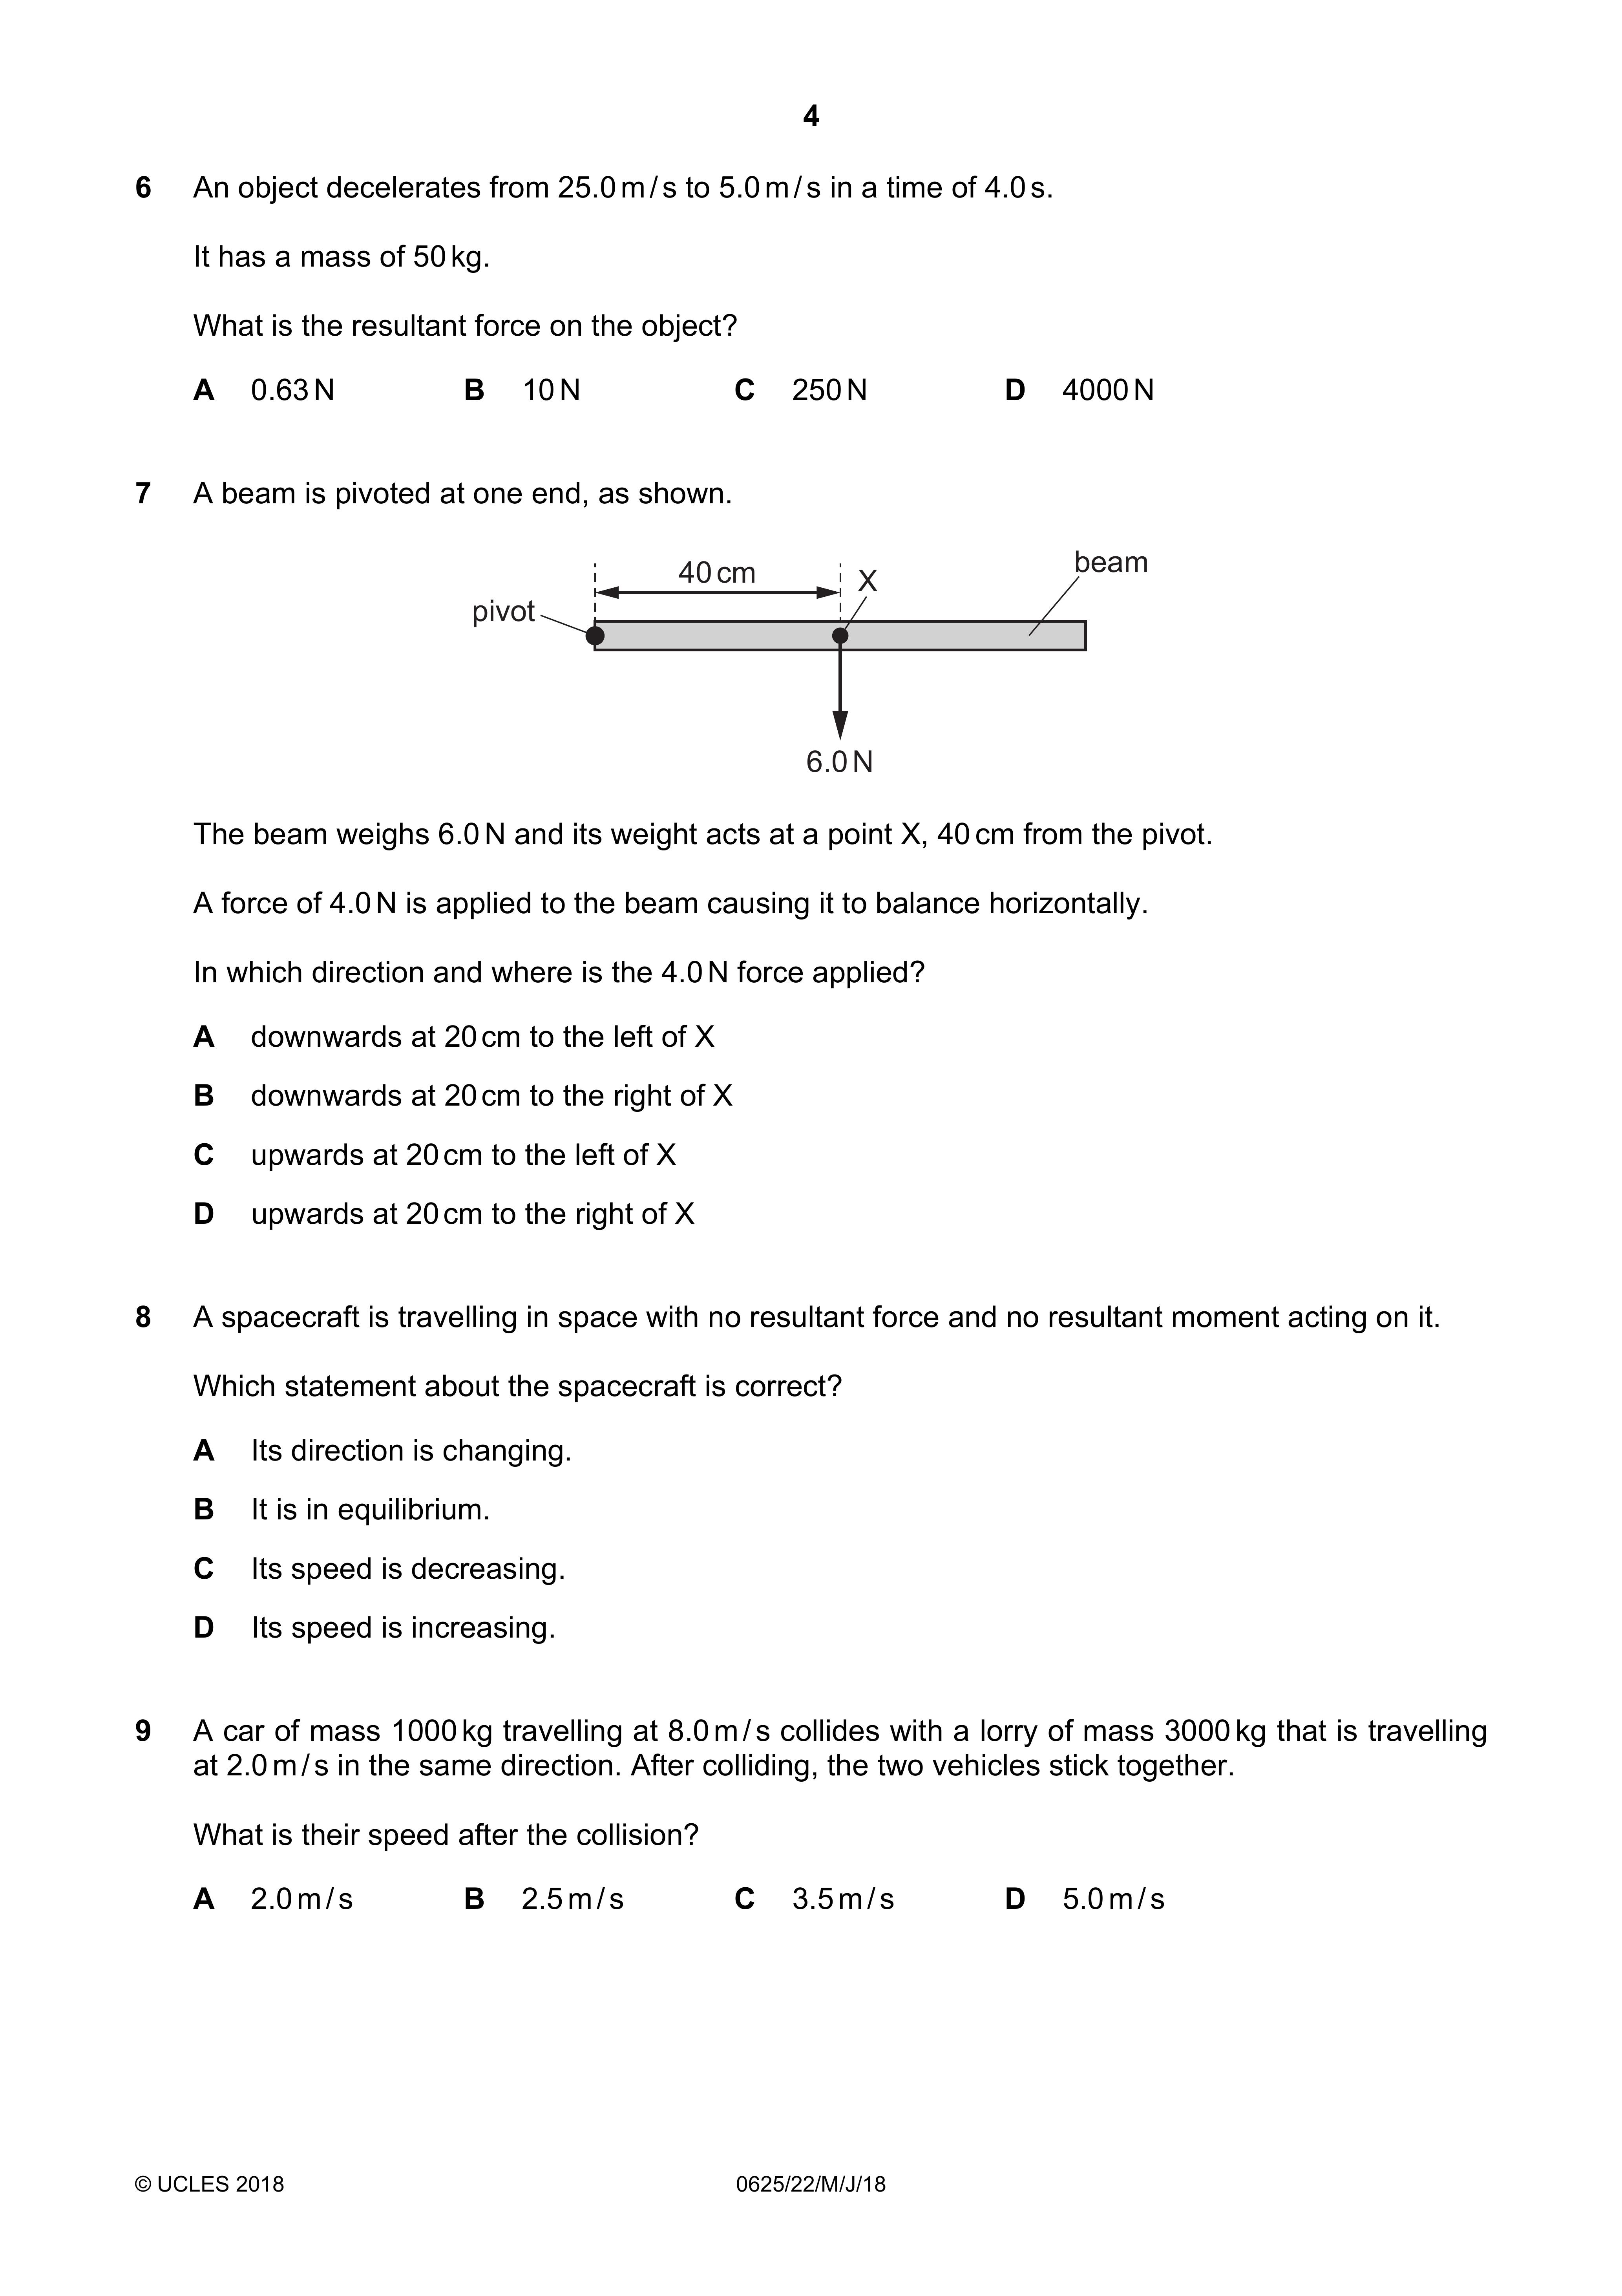 4
6 An object decelerates from 25.0 m / s to 5.0 m / s in a time of 4.0 s.
It has a mass of 50 kg.
What is the resultant force on the object?
A 0.63 N B 10 N C 250 N D 4000 N
7 A beam is pivoted at one end, as shown.
beam
40 cm X
pivot
6.0 N
The beam weighs 6.0 N and its weight acts at a point X, 40 cm from the pivot.
A force of 4.0 N is applied to the beam causing it to balance horizontally.
In which direction and where is the 4.0 N force applied?
A downwards at 20 cm to the left of X
B downwards at 20 cm to the right of X
C upwards at 20 cm to the left of X
D upwards at 20 cm to the right of X
8 A spacecraft is travelling in space with no resultant force and no resultant moment acting on it.
Which statement about the spacecraft is correct?
A Its direction is changing.
B It is in equilibrium.
C Its speed is decreasing.
D Its speed is increasing.
9 A car of mass 1000 kg travelling at 8.0 m / s collides with a lorry of mass 3000 kg that is travelling
at 2.0 m / s in the same direction. After colliding, the two vehicles stick together.
What is their speed after the collision?
A 2.0 m / s B 2.5 m / s C 3.5 m / s D 5.0 m / s
© UCLES 2018 0625/22/M/J/18